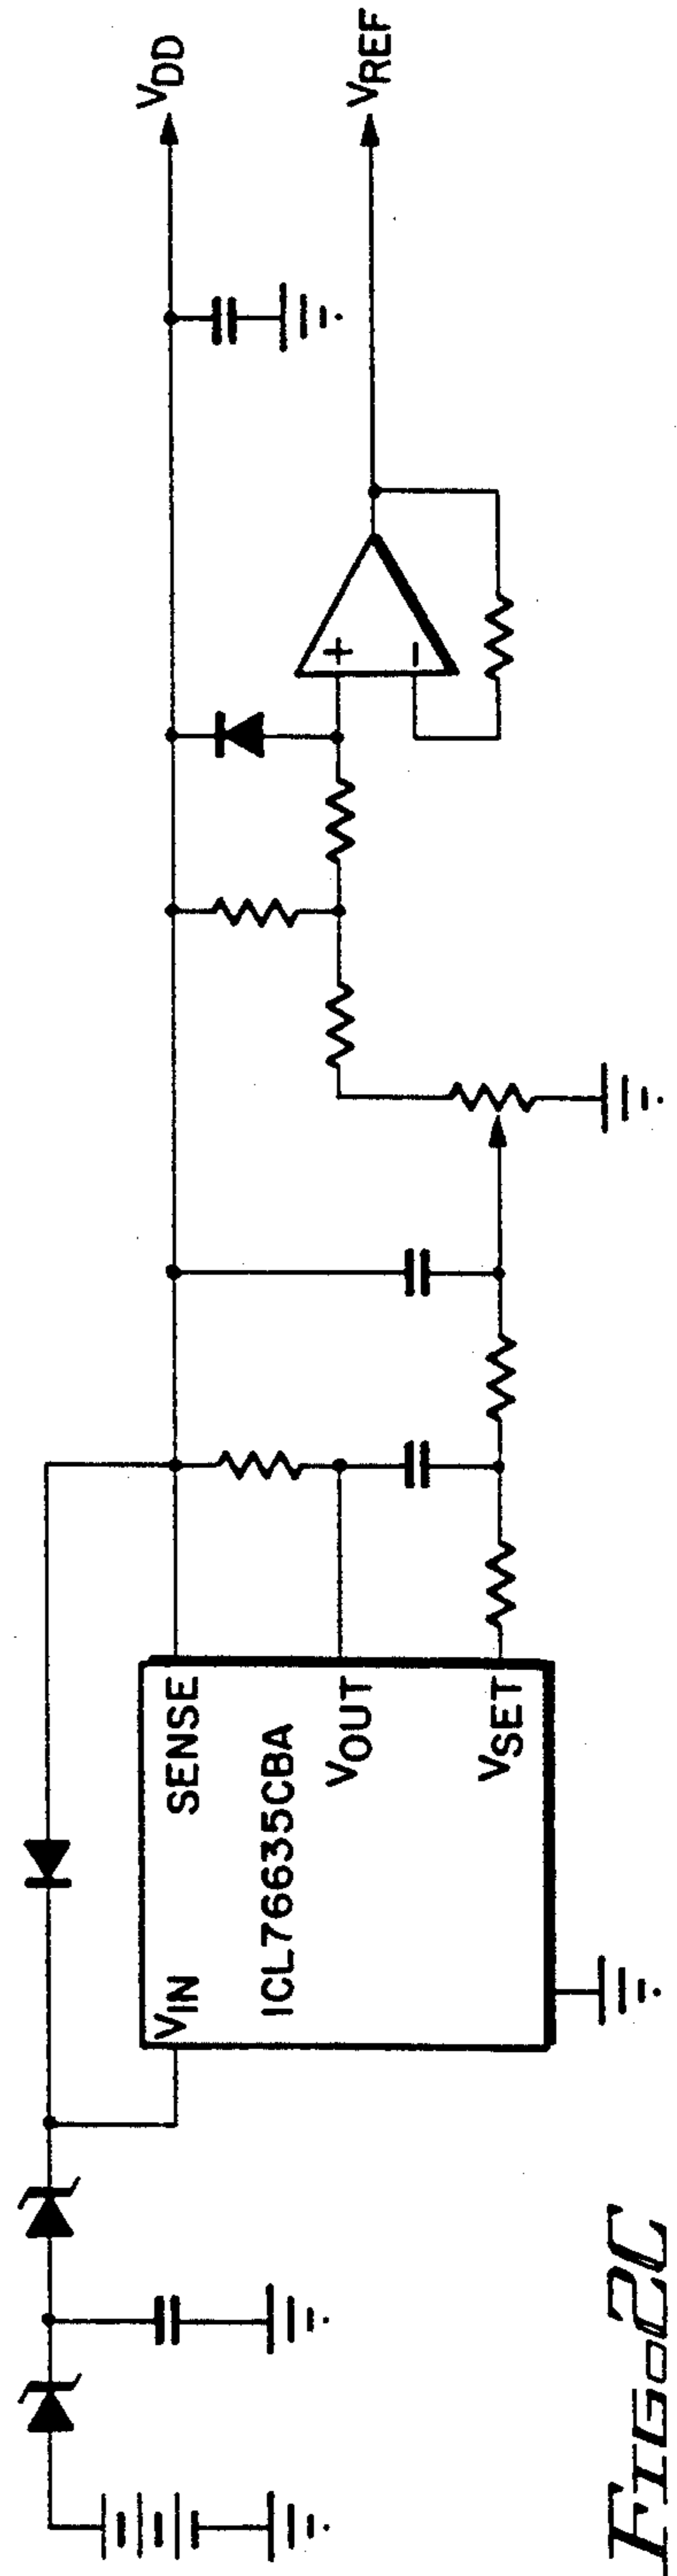 VDD
VREF
VIN
SENSE
ICL76635CBA
VOUT
VSET
+
−
FIG. 2C